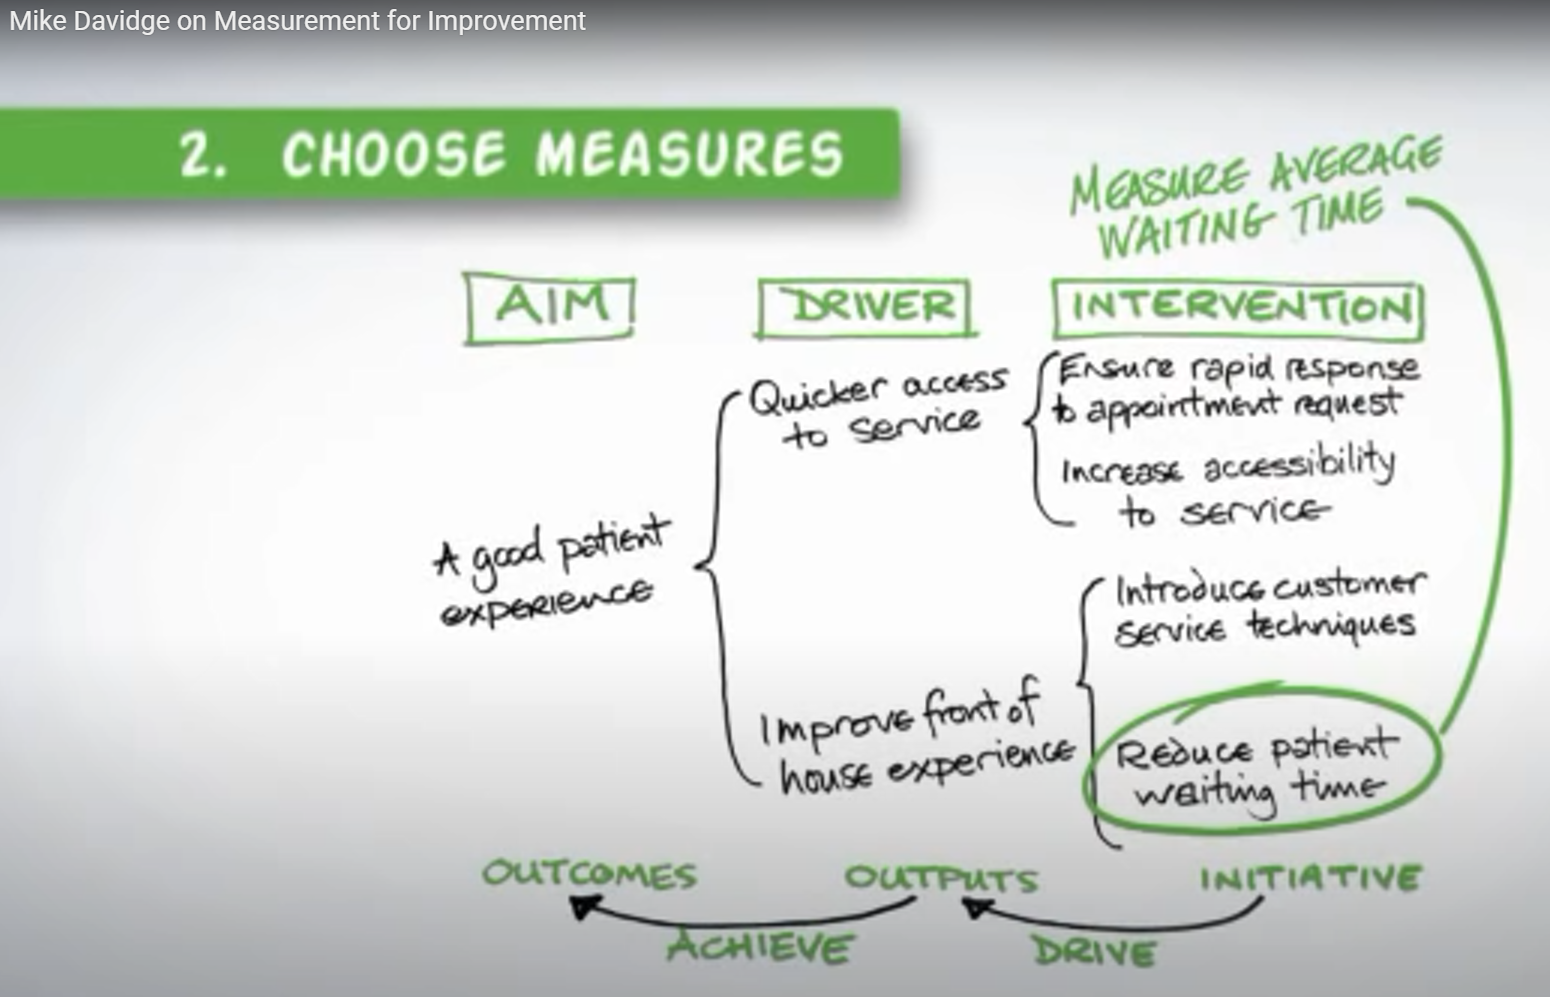 Mike Davidge on Measurement for Improvement
2. CHOOSE MEASURES
MEASURE AVERAGE
WAITING TIME
AIM
DRIVER
INTERVENTION
A good patient
experience
Quicker access
to service
Ensure rapid response
to appointment request
Increase accessibility
to service
Improve front of
house experience
Introduce customer
service techniques
Reduce patient
waiting time
OUTCOMES
OUTPUTS
INITIATIVE
ACHIEVE
DRIVE